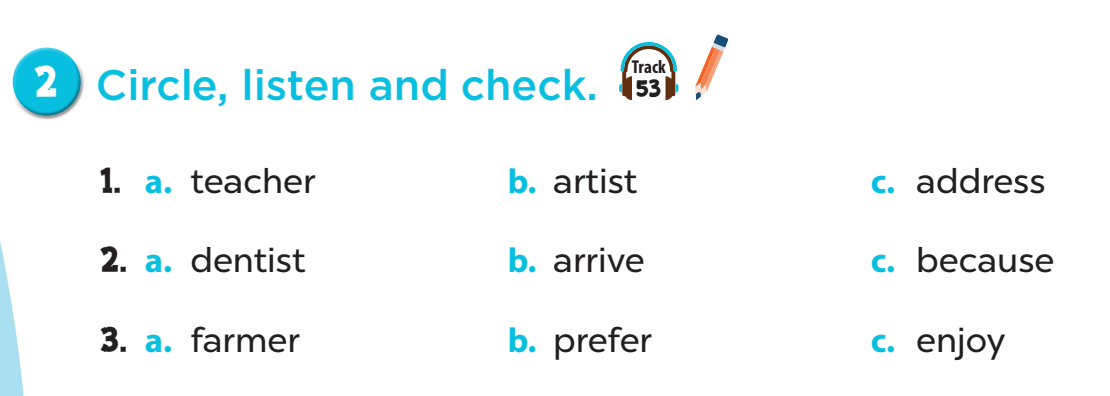 2 Circle, listen and check. Track 53
1. a. teacher b. artist c. address
2. a. dentist b. arrive c. because
3. a. farmer b. prefer c. enjoy